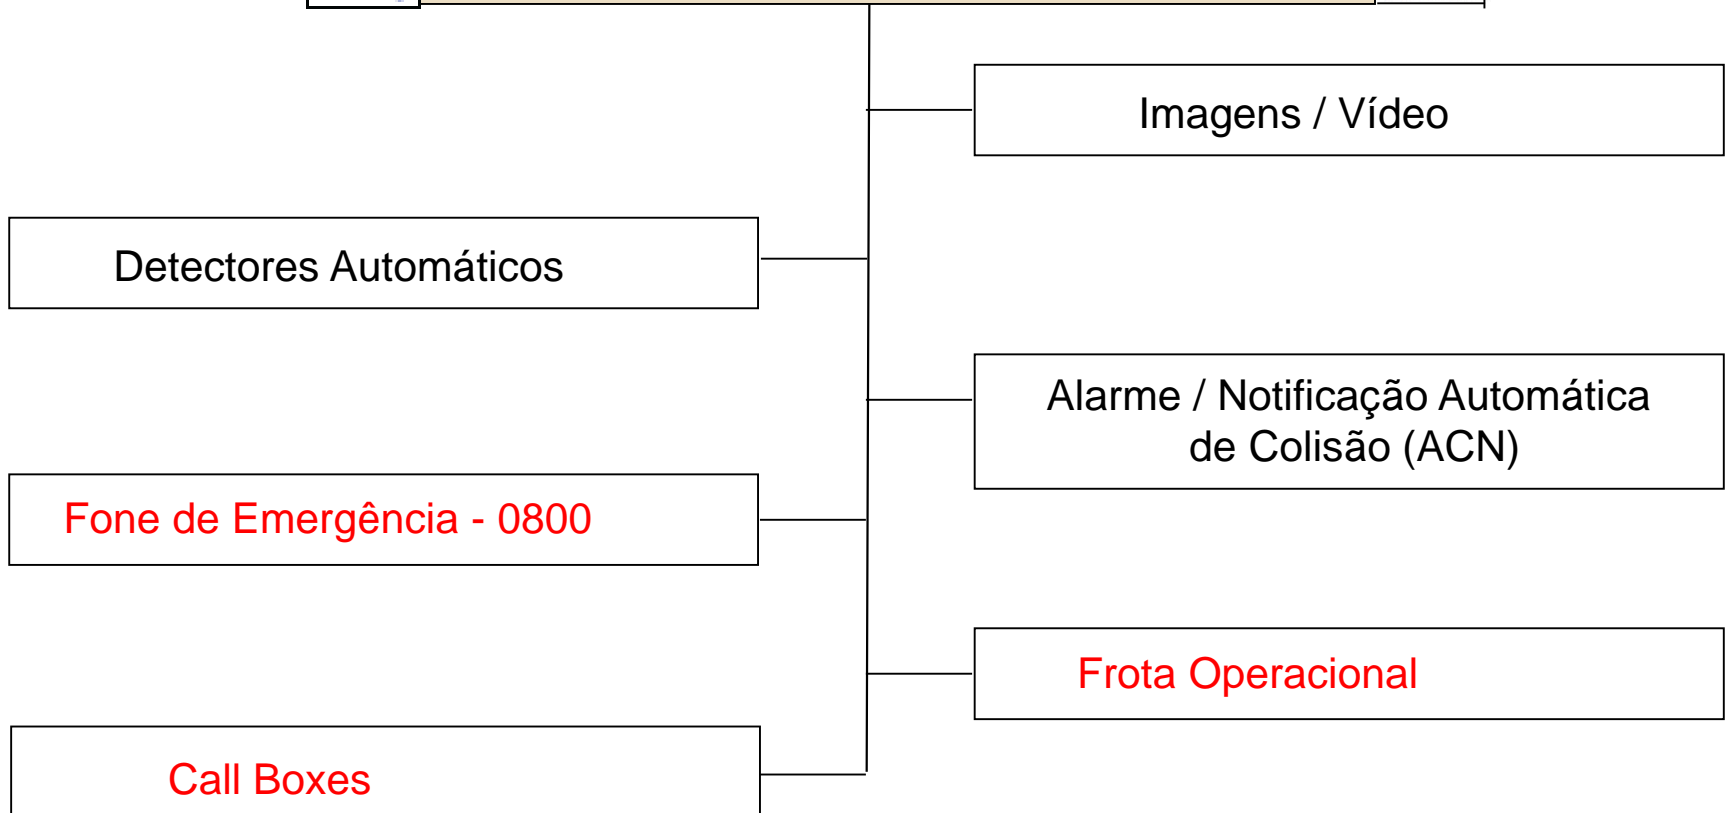 Imagens / Vídeo
Detectores Automáticos
Alarme / Notificação Automática
de Colisão (ACN)
Fone de Emergência - 0800
Frota Operacional
Call Boxes